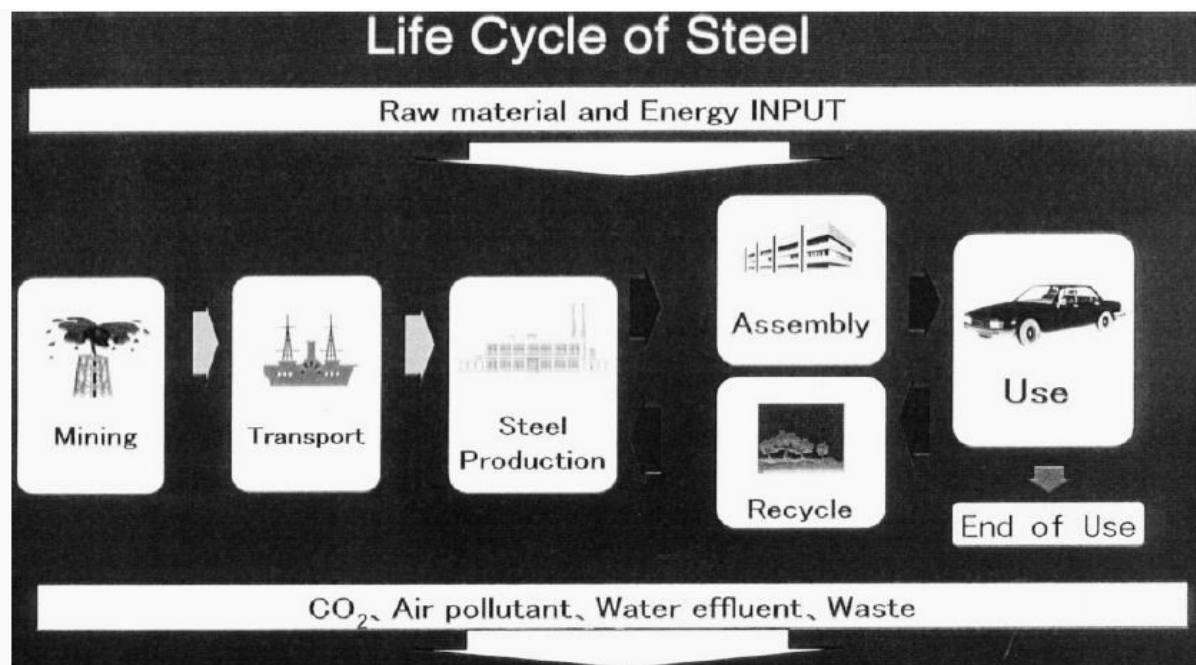 Life Cycle of Steel
Raw material and Energy INPUT
Mining
Transport
Steel
Production
Assembly
Recycle
Use
End of Use
CO₂、Air pollutant、Water effluent、Waste